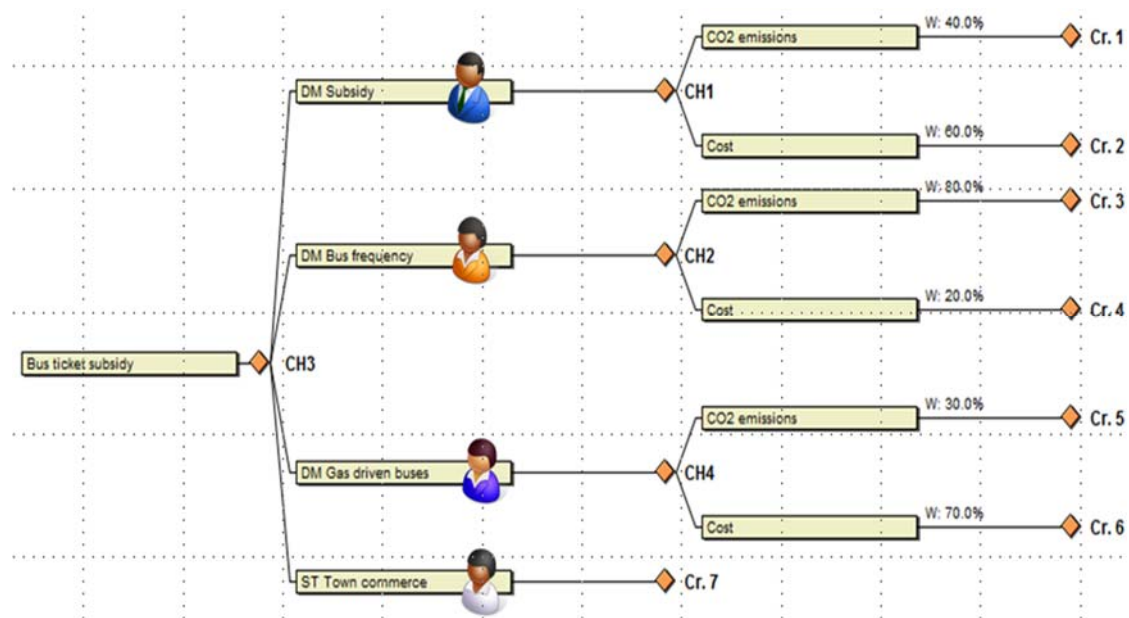 W: 40.0%
CO2 emissions
Cr. 1
DM Subsidy
CH1
W: 60.0%
Cost
Cr. 2
W: 80.0%
CO2 emissions
Cr. 3
DM Bus frequency
CH2
W: 20.0%
Cost
Cr. 4
Bus ticket subsidy
CH3
W: 30.0%
CO2 emissions
Cr. 5
DM Gas driven buses
CH4
W: 70.0%
Cost
Cr. 6
ST Town commerce
Cr. 7